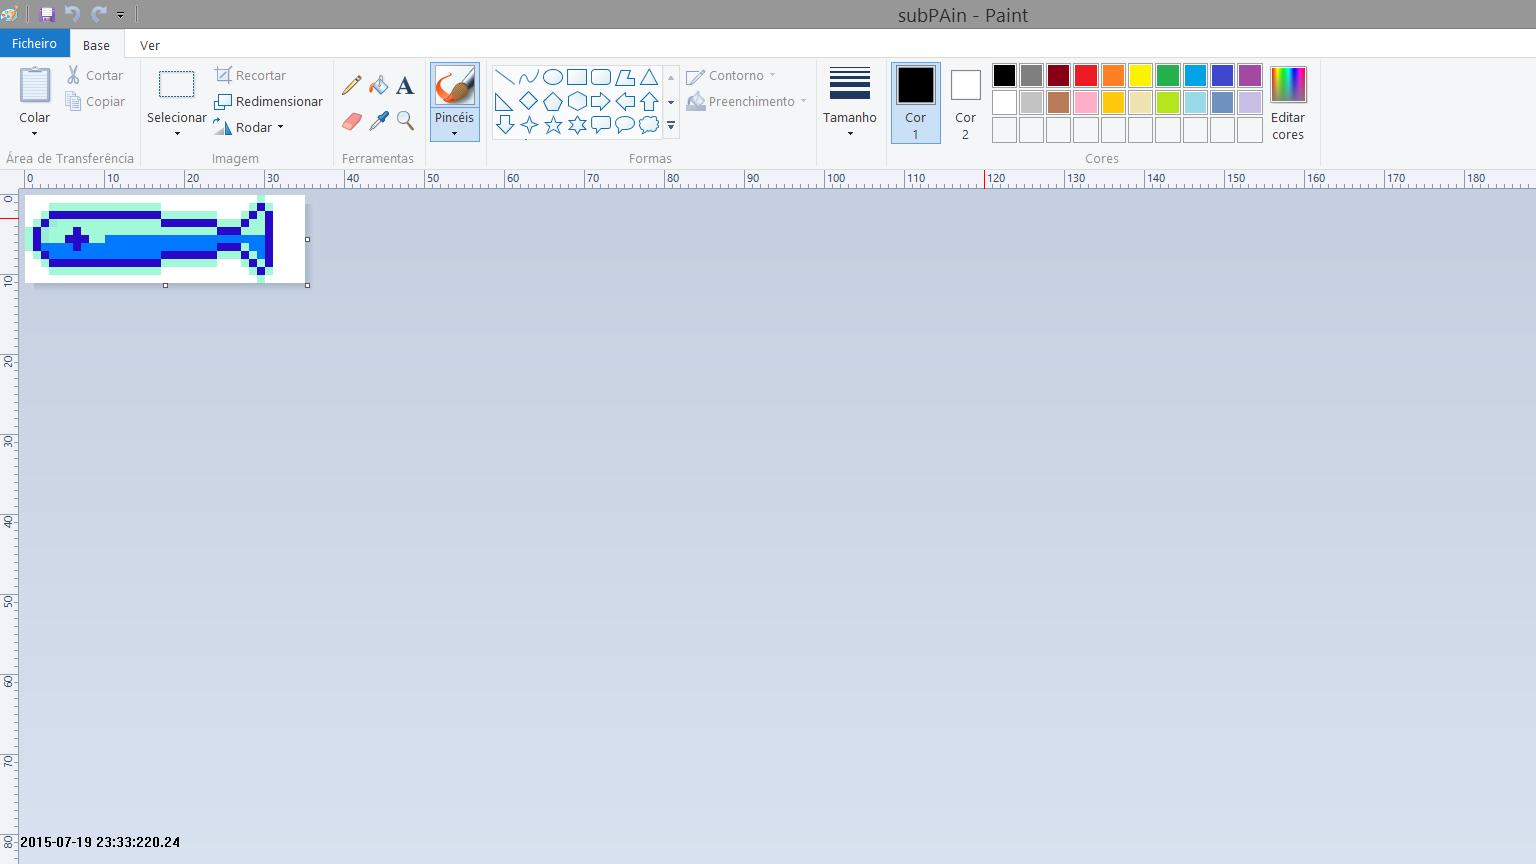 subPAin - Paint
Ficheiro Base Ver
Colar
Cortar
Copiar
Área de Transferência
Selecionar
Recortar
Redimensionar
Rodar
Imagem
A
Ferramentas
Pincéis
Contorno
Preenchimento
Formas
Tamanho
Cor
1
Cor
2
Editar
cores
Cores
0 10 20 30 40 50 60 70 80 90 100 110 120 130 140 150 160 170 180
0
10
20
30
40
50
60
70
80
2015-07-19 23:33:220.24